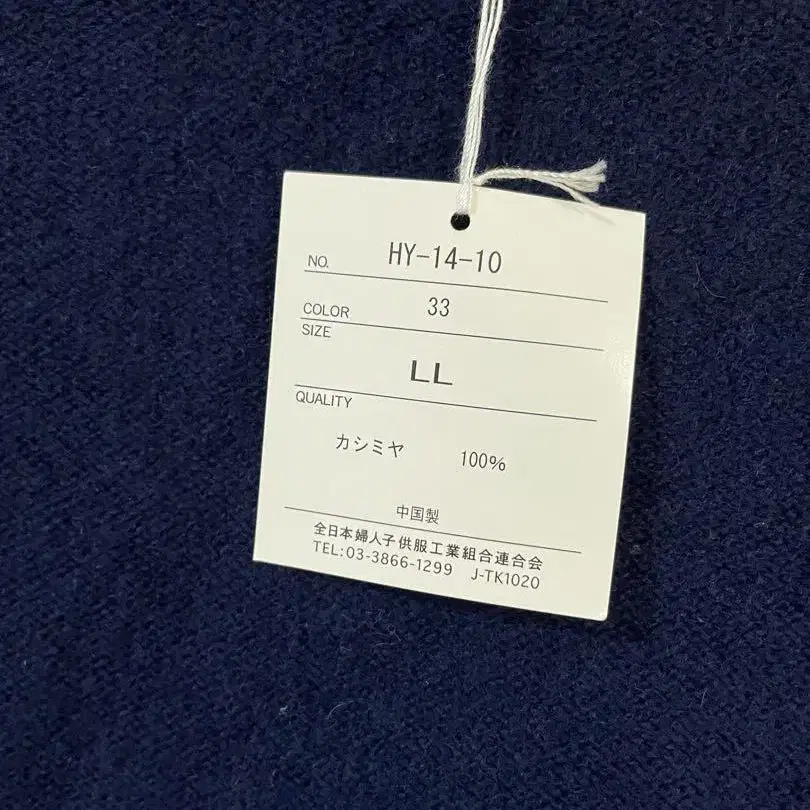 NO. HY-14-10
COLOR 33
SIZE
LL
QUALITY
カシミヤ 100%
中国製
全日本婦人子供服工業組合連合会
TEL:03-3866-1299 J-TK1020